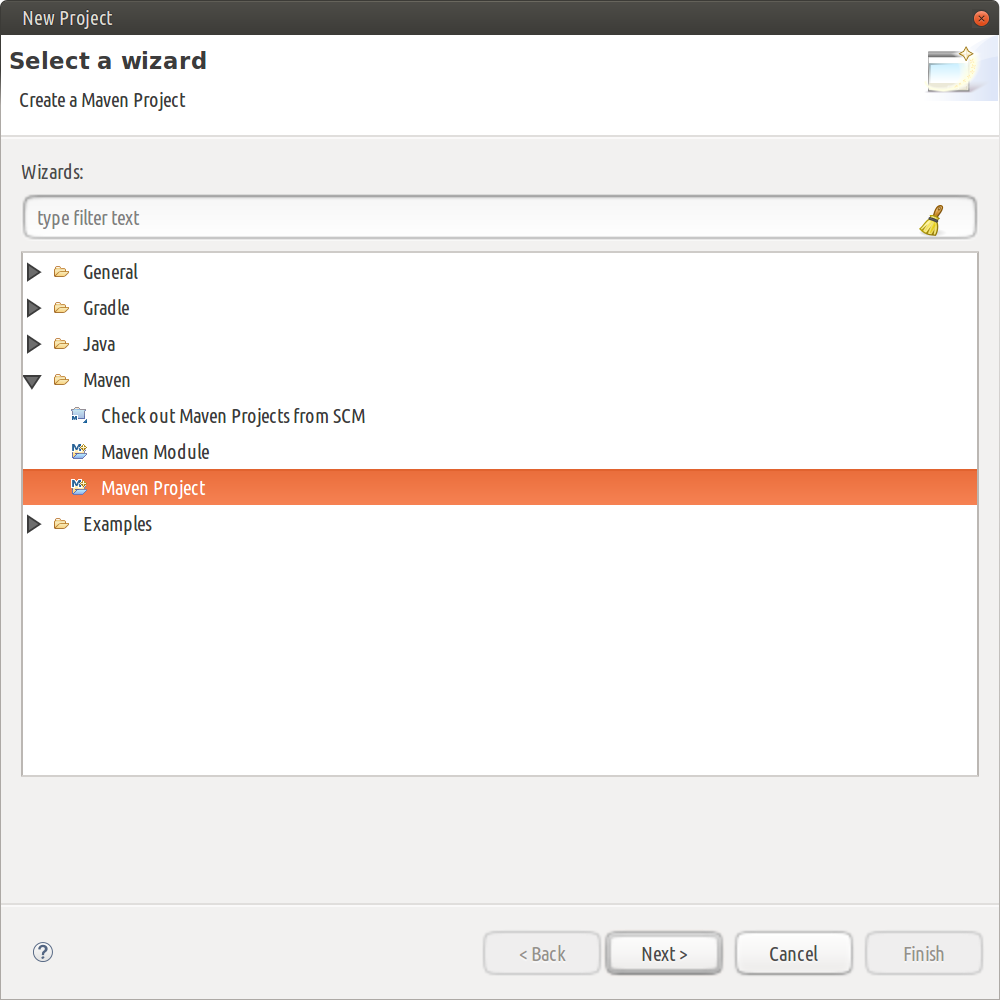 New Project
Select a wizard
Create a Maven Project
Wizards:
type filter text
General
Gradle
Java
Maven
Check out Maven Projects from SCM
Maven Module
Maven Project
Examples
? < Back Next > Cancel Finish